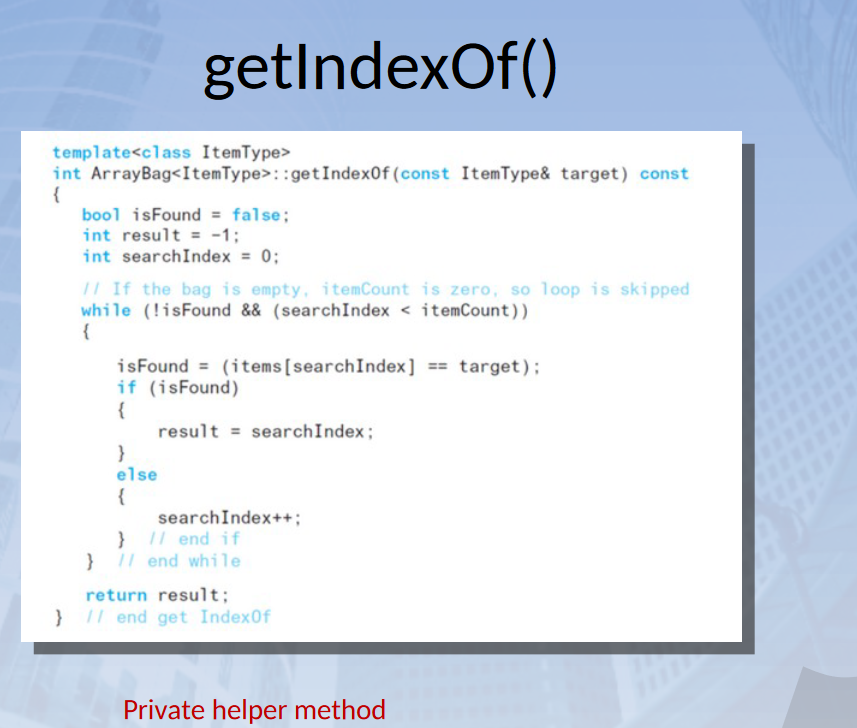 getIndexOf()
template<class ItemType>
int ArrayBag<ItemType>::getIndexOf(const ItemType& target) const
{
bool isFound = false;
int result = -1;
int searchIndex = 0;
// If the bag is empty, itemCount is zero, so loop is skipped
while (!isFound && (searchIndex < itemCount))
{
isFound = (items[searchIndex] == target);
if (isFound)
{
result = searchIndex;
}
else
{
searchIndex++;
} // end if
} // end while
return result;
} // end get IndexOf
Private helper method